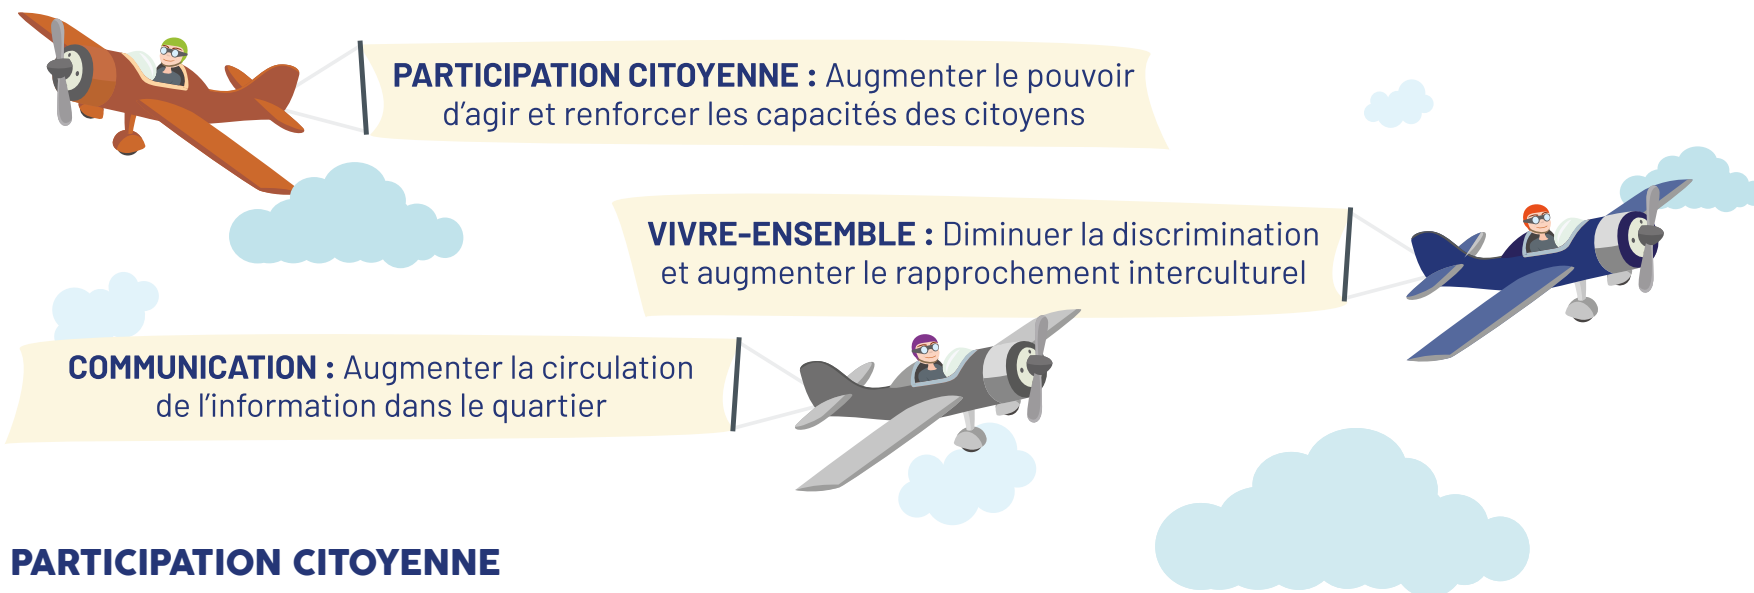 PARTICIPATION CITOYENNE : Augmenter le pouvoir
d'agir et renforcer les capacités des citoyens
VIVRE-ENSEMBLE : Diminuer la discrimination
et augmenter le rapprochement interculturel
COMMUNICATION : Augmenter la circulation
de l'information dans le quartier
PARTICIPATION CITOYENNE